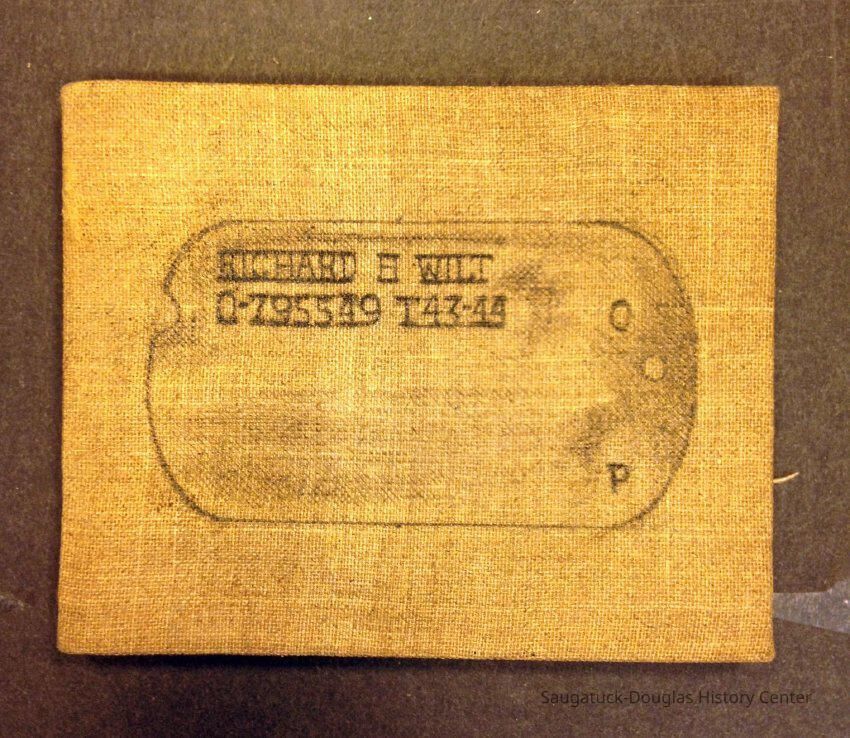 RICHARD H WILT
O-795549 T43-44
O
P
Saugatuck-Douglas History Center